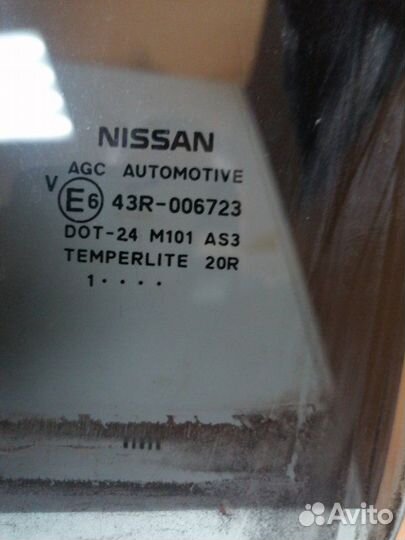 NISSAN
AGC AUTOMOTIVE
V E6 43R-006723
DOT-24 M101 AS3
TEMPERLITE 20R
1····
Avito